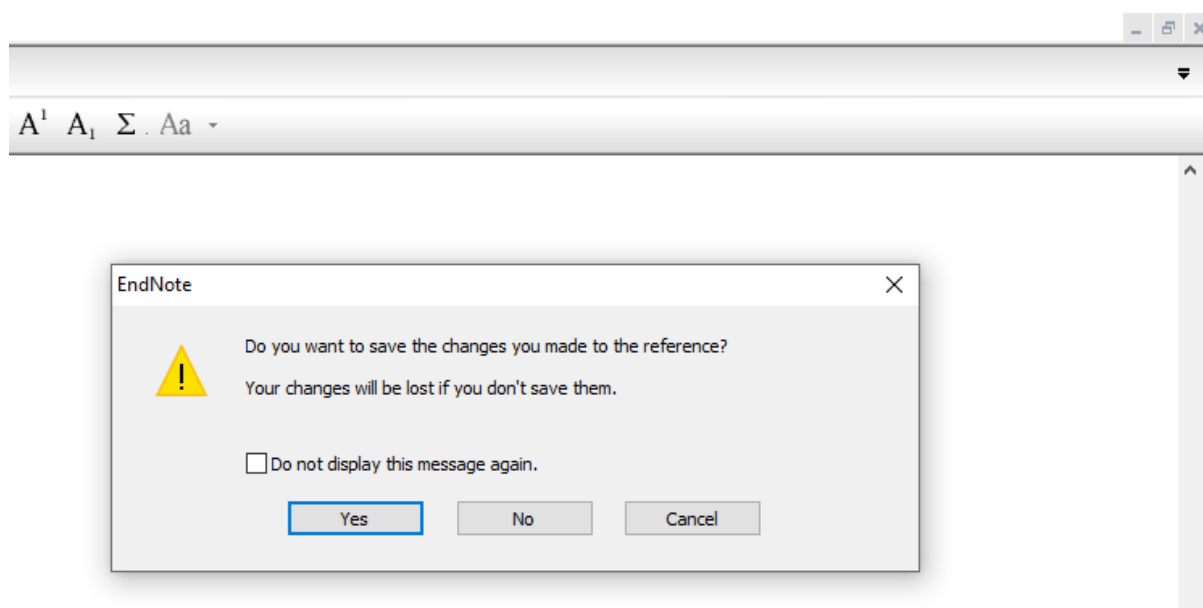 A¹ A₁ Σ . Aa
EndNote
Do you want to save the changes you made to the reference?
Your changes will be lost if you don't save them.
Do not display this message again.
Yes No Cancel